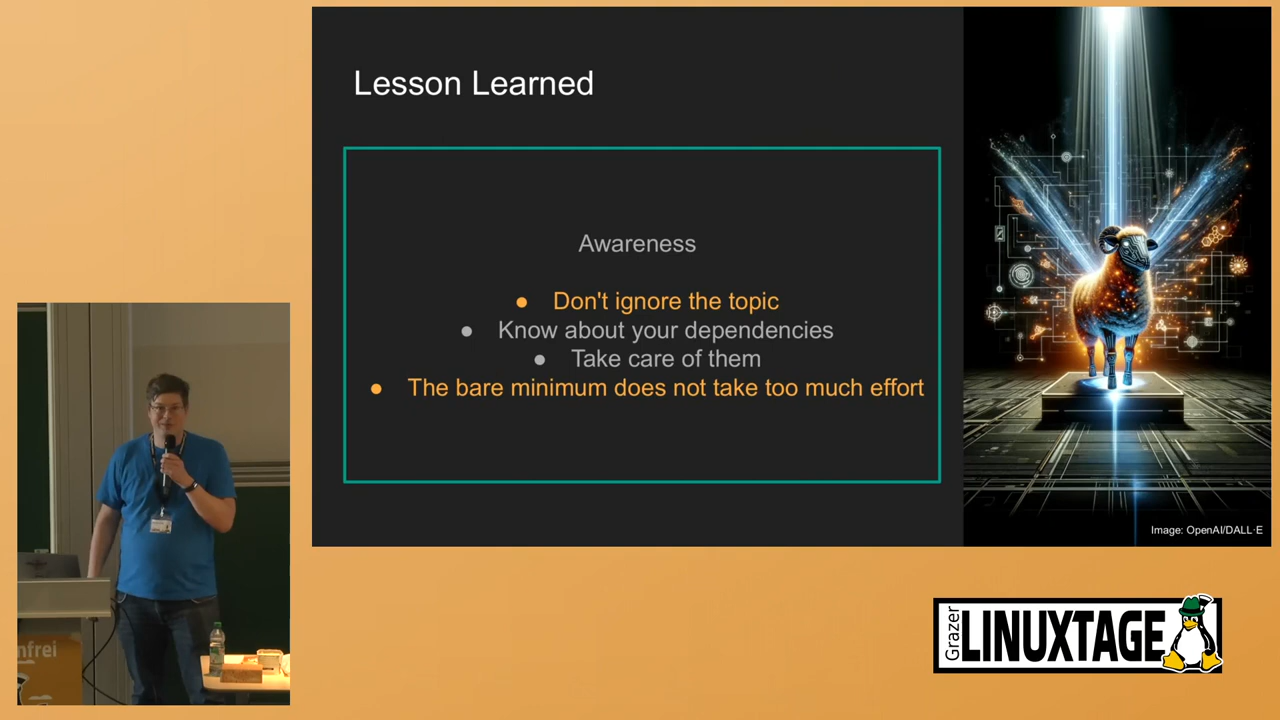 Lesson Learned
Awareness
● Don't ignore the topic
● Know about your dependencies
● Take care of them
● The bare minimum does not take too much effort
Image: OpenAI/DALL·E
nfrei
Grazer
LINUXTAGE